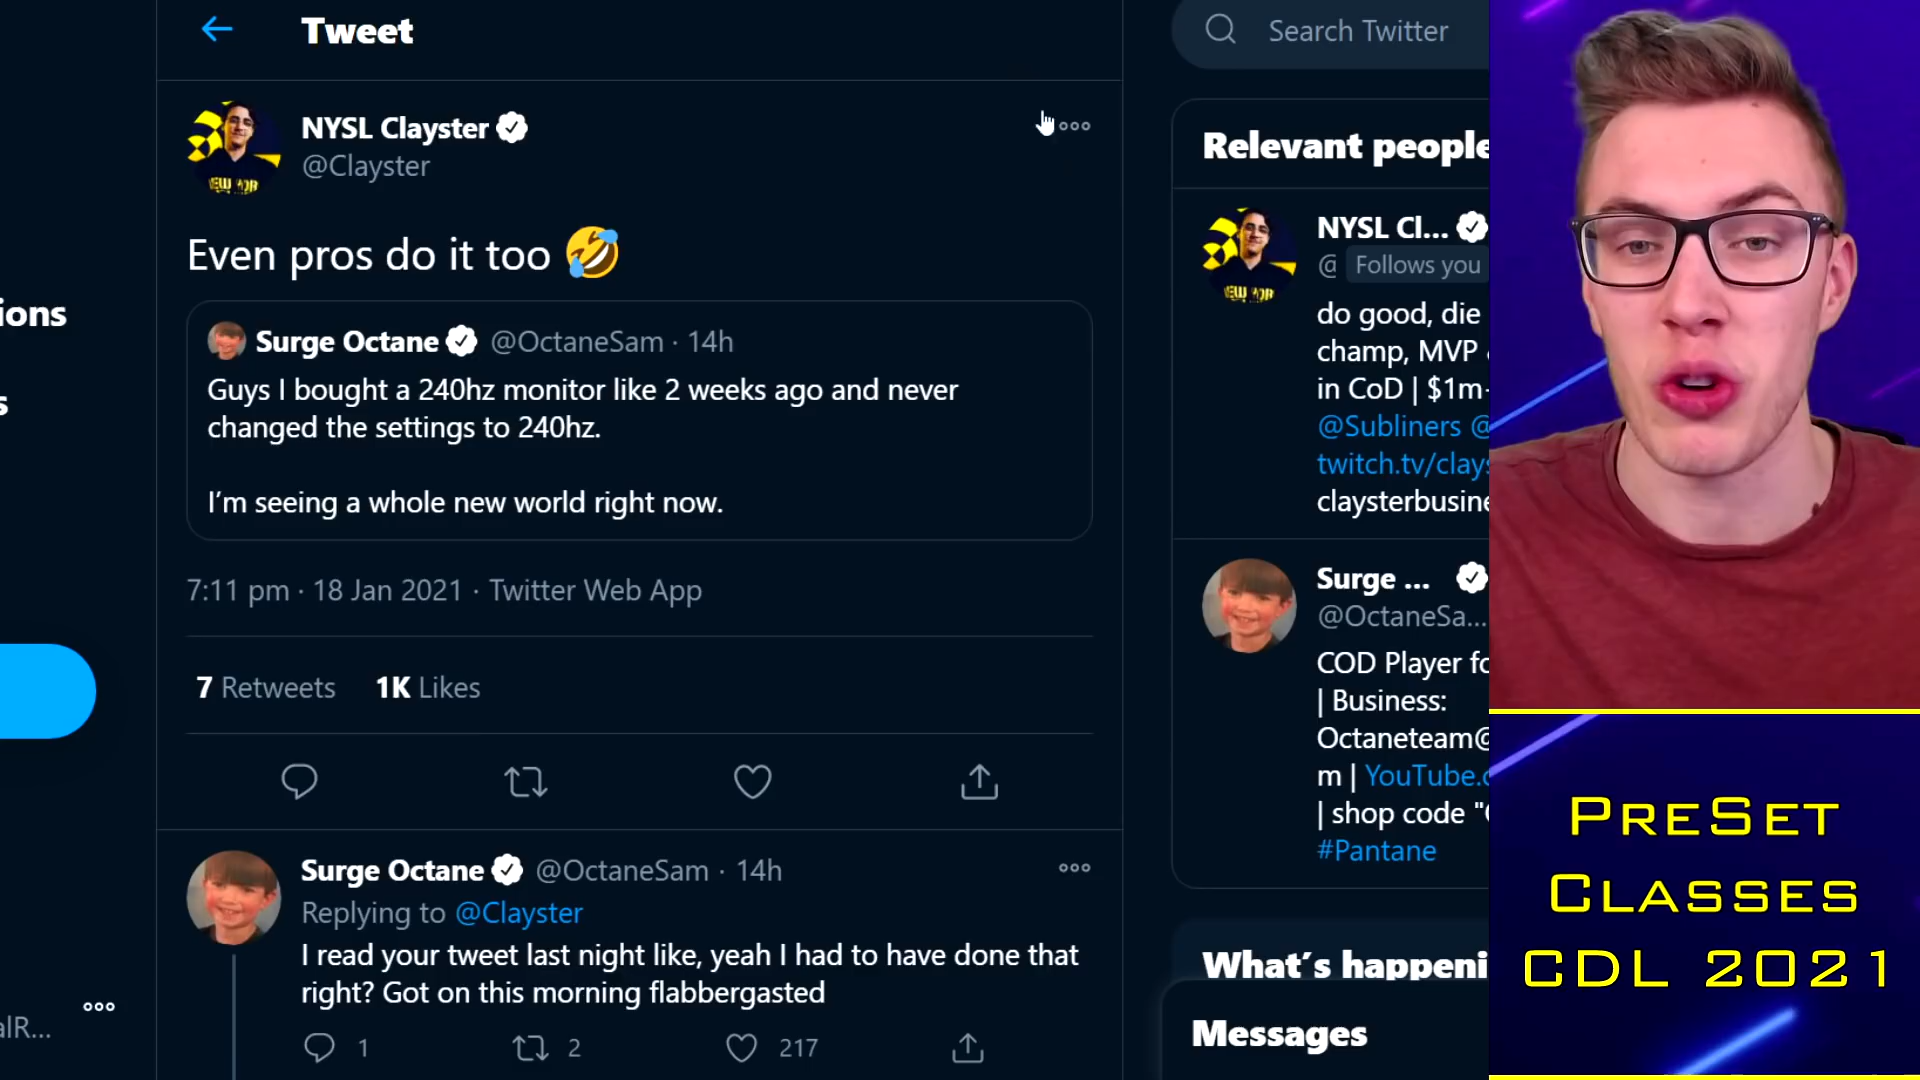 Tweet
Search Twitter
NYSL Clayster
@Clayster
Even pros do it too 🤣
Surge Octane @OctaneSam · 14h
Guys I bought a 240hz monitor like 2 weeks ago and never
changed the settings to 240hz.
I'm seeing a whole new world right now.
7:11 pm · 18 Jan 2021 · Twitter Web App
7 Retweets 1K Likes
Surge Octane @OctaneSam · 14h
Replying to @Clayster
I read your tweet last night like, yeah I had to have done that
right? Got on this morning flabbergasted
1 2 217
ions
s
alR...
Relevant people
NYSL Cl...
@ Follows you
do good, die
champ, MVP
in CoD | $1m-
@Subliners @
twitch.tv/clays
claysterbusine
Surge ...
@OctaneSa...
COD Player fo
| Business:
Octaneteam@
m | YouTube.c
| shop code "
#Pantane
What's happeni
Messages
PreSet
Classes
CDL 2021